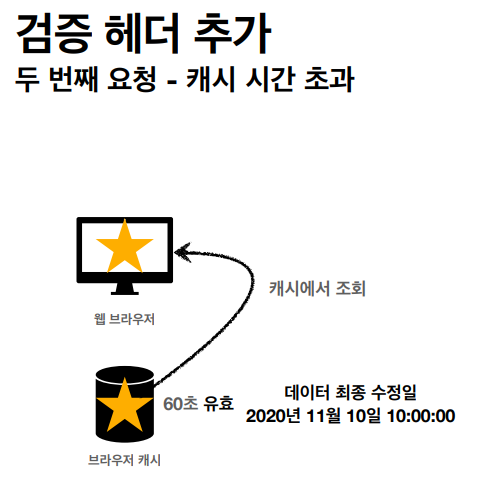 검증 헤더 추가
두 번째 요청 - 캐시 시간 초과
캐시에서 조회
웹 브라우저
60초 유효
데이터 최종 수정일
2020년 11월 10일 10:00:00
브라우저 캐시